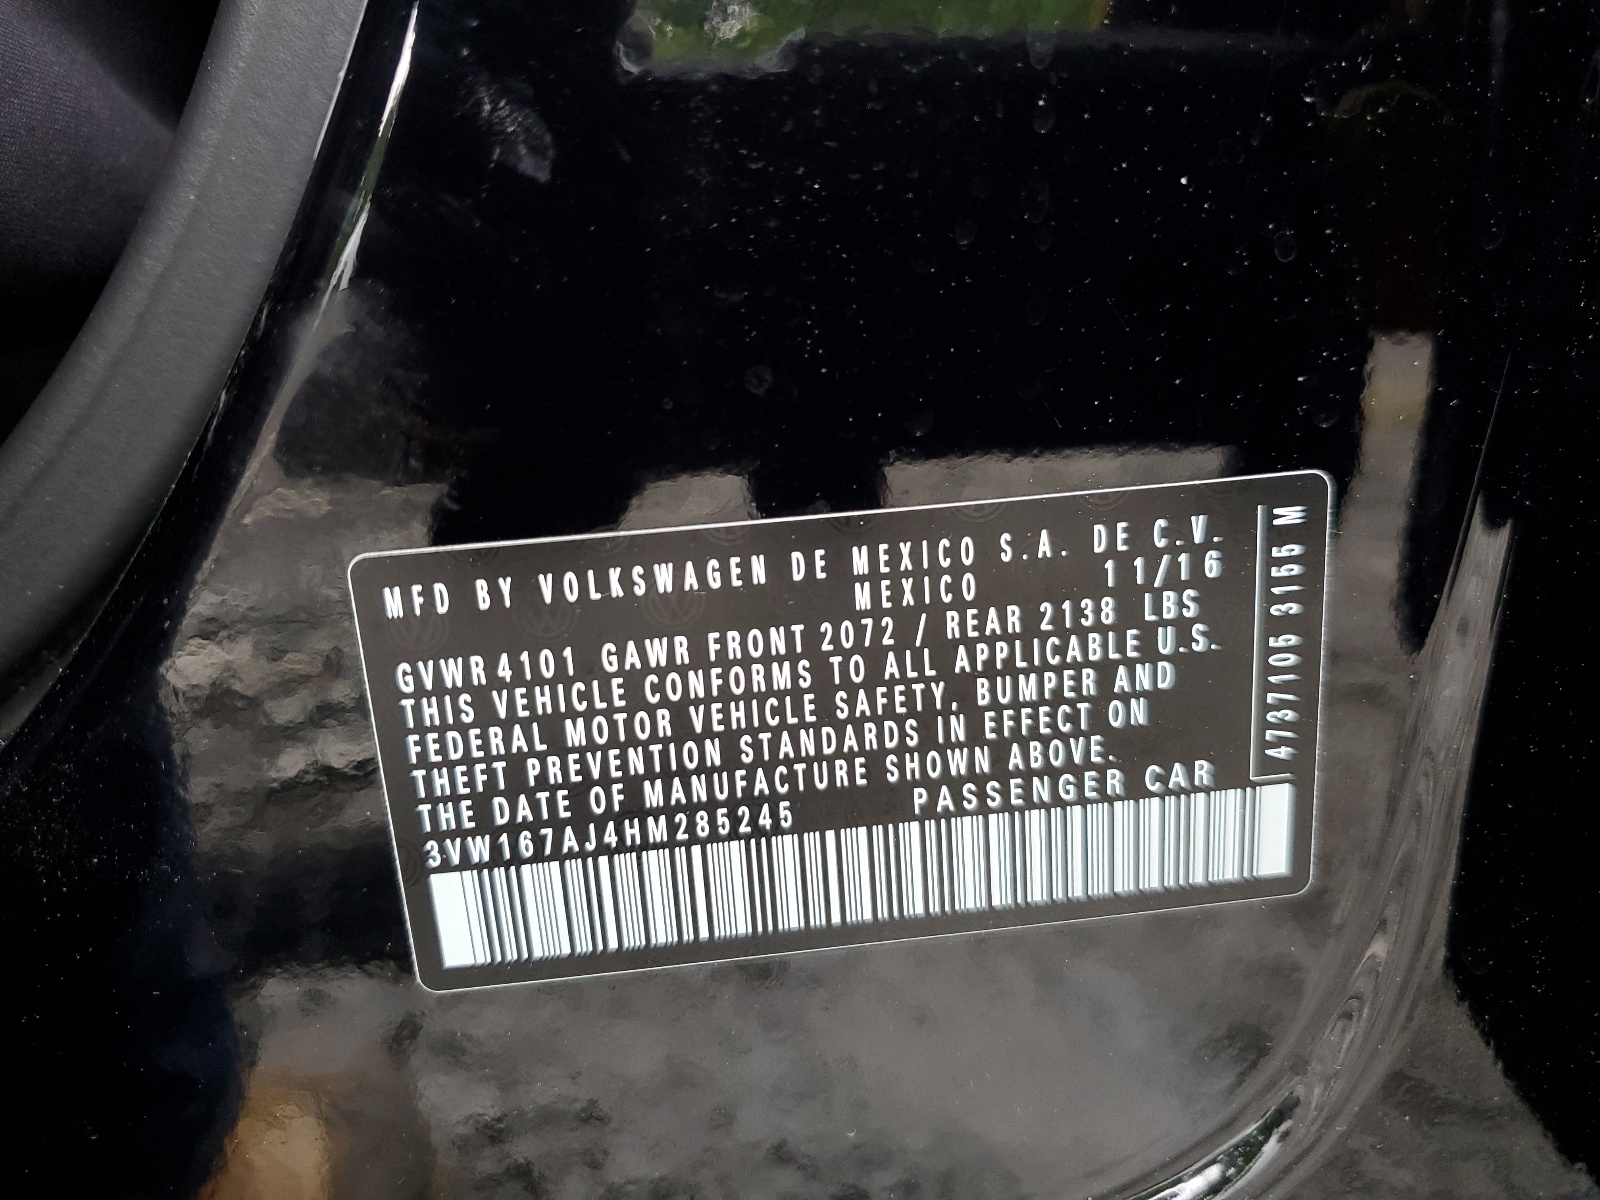 MFD BY VOLKSWAGEN DE MEXICO S.A. DE C.V.
MEXICO 11/16
GVWR 4101 GAWR FRONT 2072 / REAR 2138 LBS
THIS VEHICLE CONFORMS TO ALL APPLICABLE U.S.
FEDERAL MOTOR VEHICLE SAFETY, BUMPER AND
THEFT PREVENTION STANDARDS IN EFFECT ON
THE DATE OF MANUFACTURE SHOWN ABOVE.
3VW167AJ4HM285245 PASSENGER CAR
4737105 3155 M